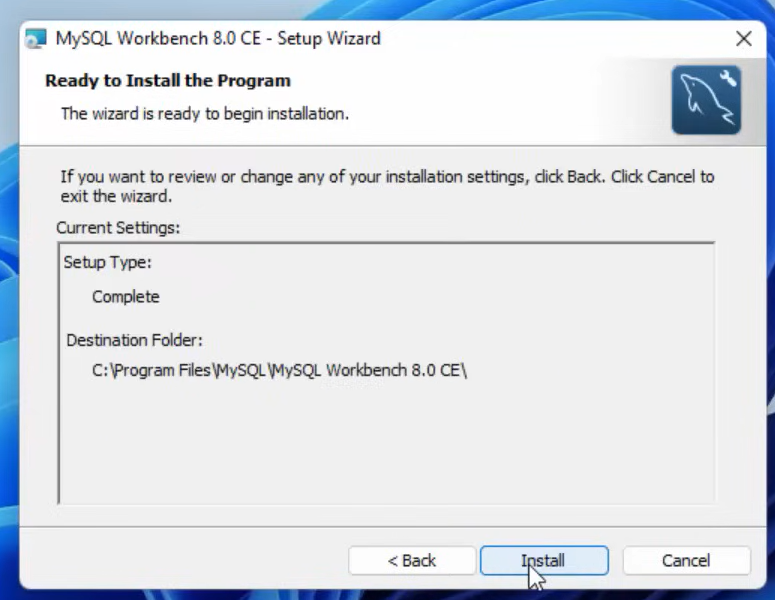 MySQL Workbench 8.0 CE - Setup Wizard
Ready to Install the Program
The wizard is ready to begin installation.
If you want to review or change any of your installation settings, click Back. Click Cancel to
exit the wizard.
Current Settings:
Setup Type:
Complete
Destination Folder:
C:\Program Files\MySQL\MySQL Workbench 8.0 CE\
< Back
Install
Cancel